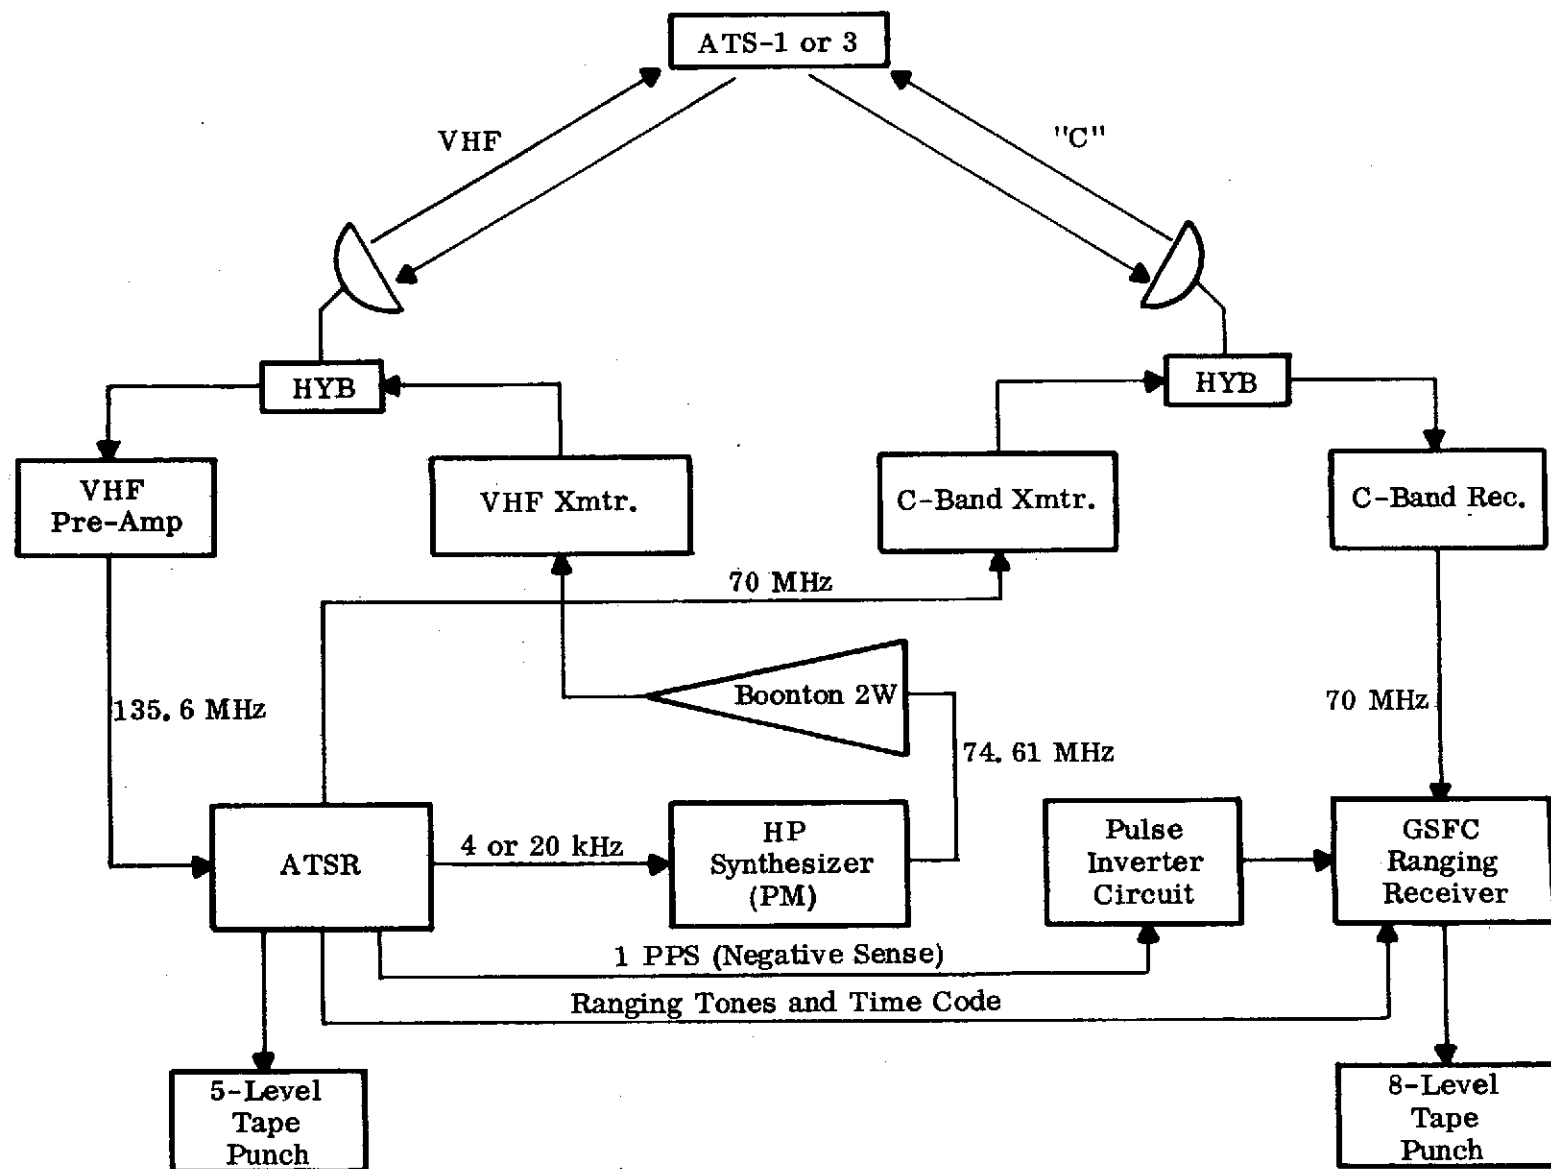 ATS-1 or 3
VHF
"C"
HYB
HYB
VHF
Pre-Amp
VHF Xmtr.
C-Band Xmtr.
C-Band Rec.
70 MHz
135.6 MHz
Boonton 2W
70 MHz
74.61 MHz
ATSR
4 or 20 kHz
HP
Synthesizer
(PM)
Pulse
Inverter
Circuit
GSFC
Ranging
Receiver
1 PPS (Negative Sense)
Ranging Tones and Time Code
5-Level
Tape
Punch
8-Level
Tape
Punch